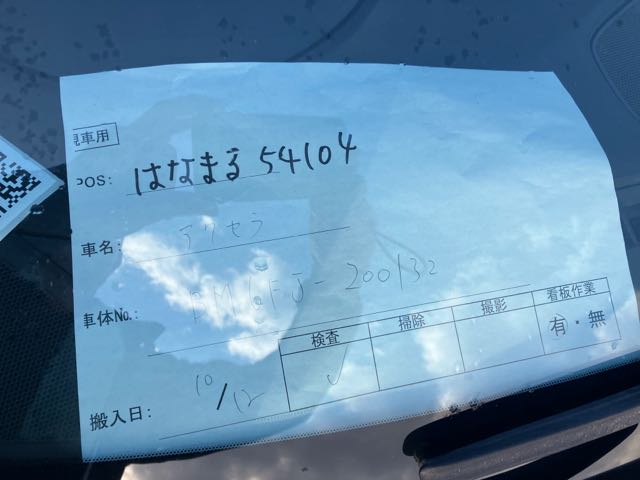 現車用
POS: はなまる 54104
車名: アクセラ
車体No.: BM6FJ-200132
検査 掃除 撮影 看板作業
✓ 有・無
搬入日: 10/12